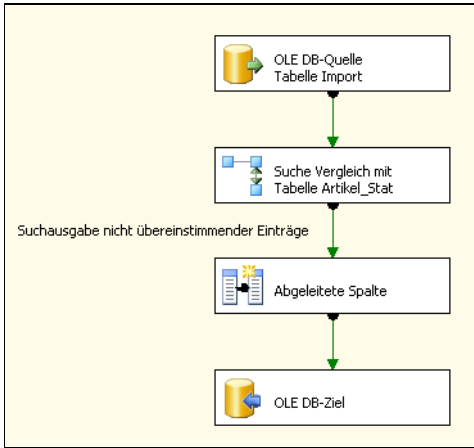 OLE DB-Quelle
Tabelle Import
Suche Vergleich mit
Tabelle Artikel_Stat
Suchausgabe nicht übereinstimmender Einträge
Abgeleitete Spalte
OLE DB-Ziel